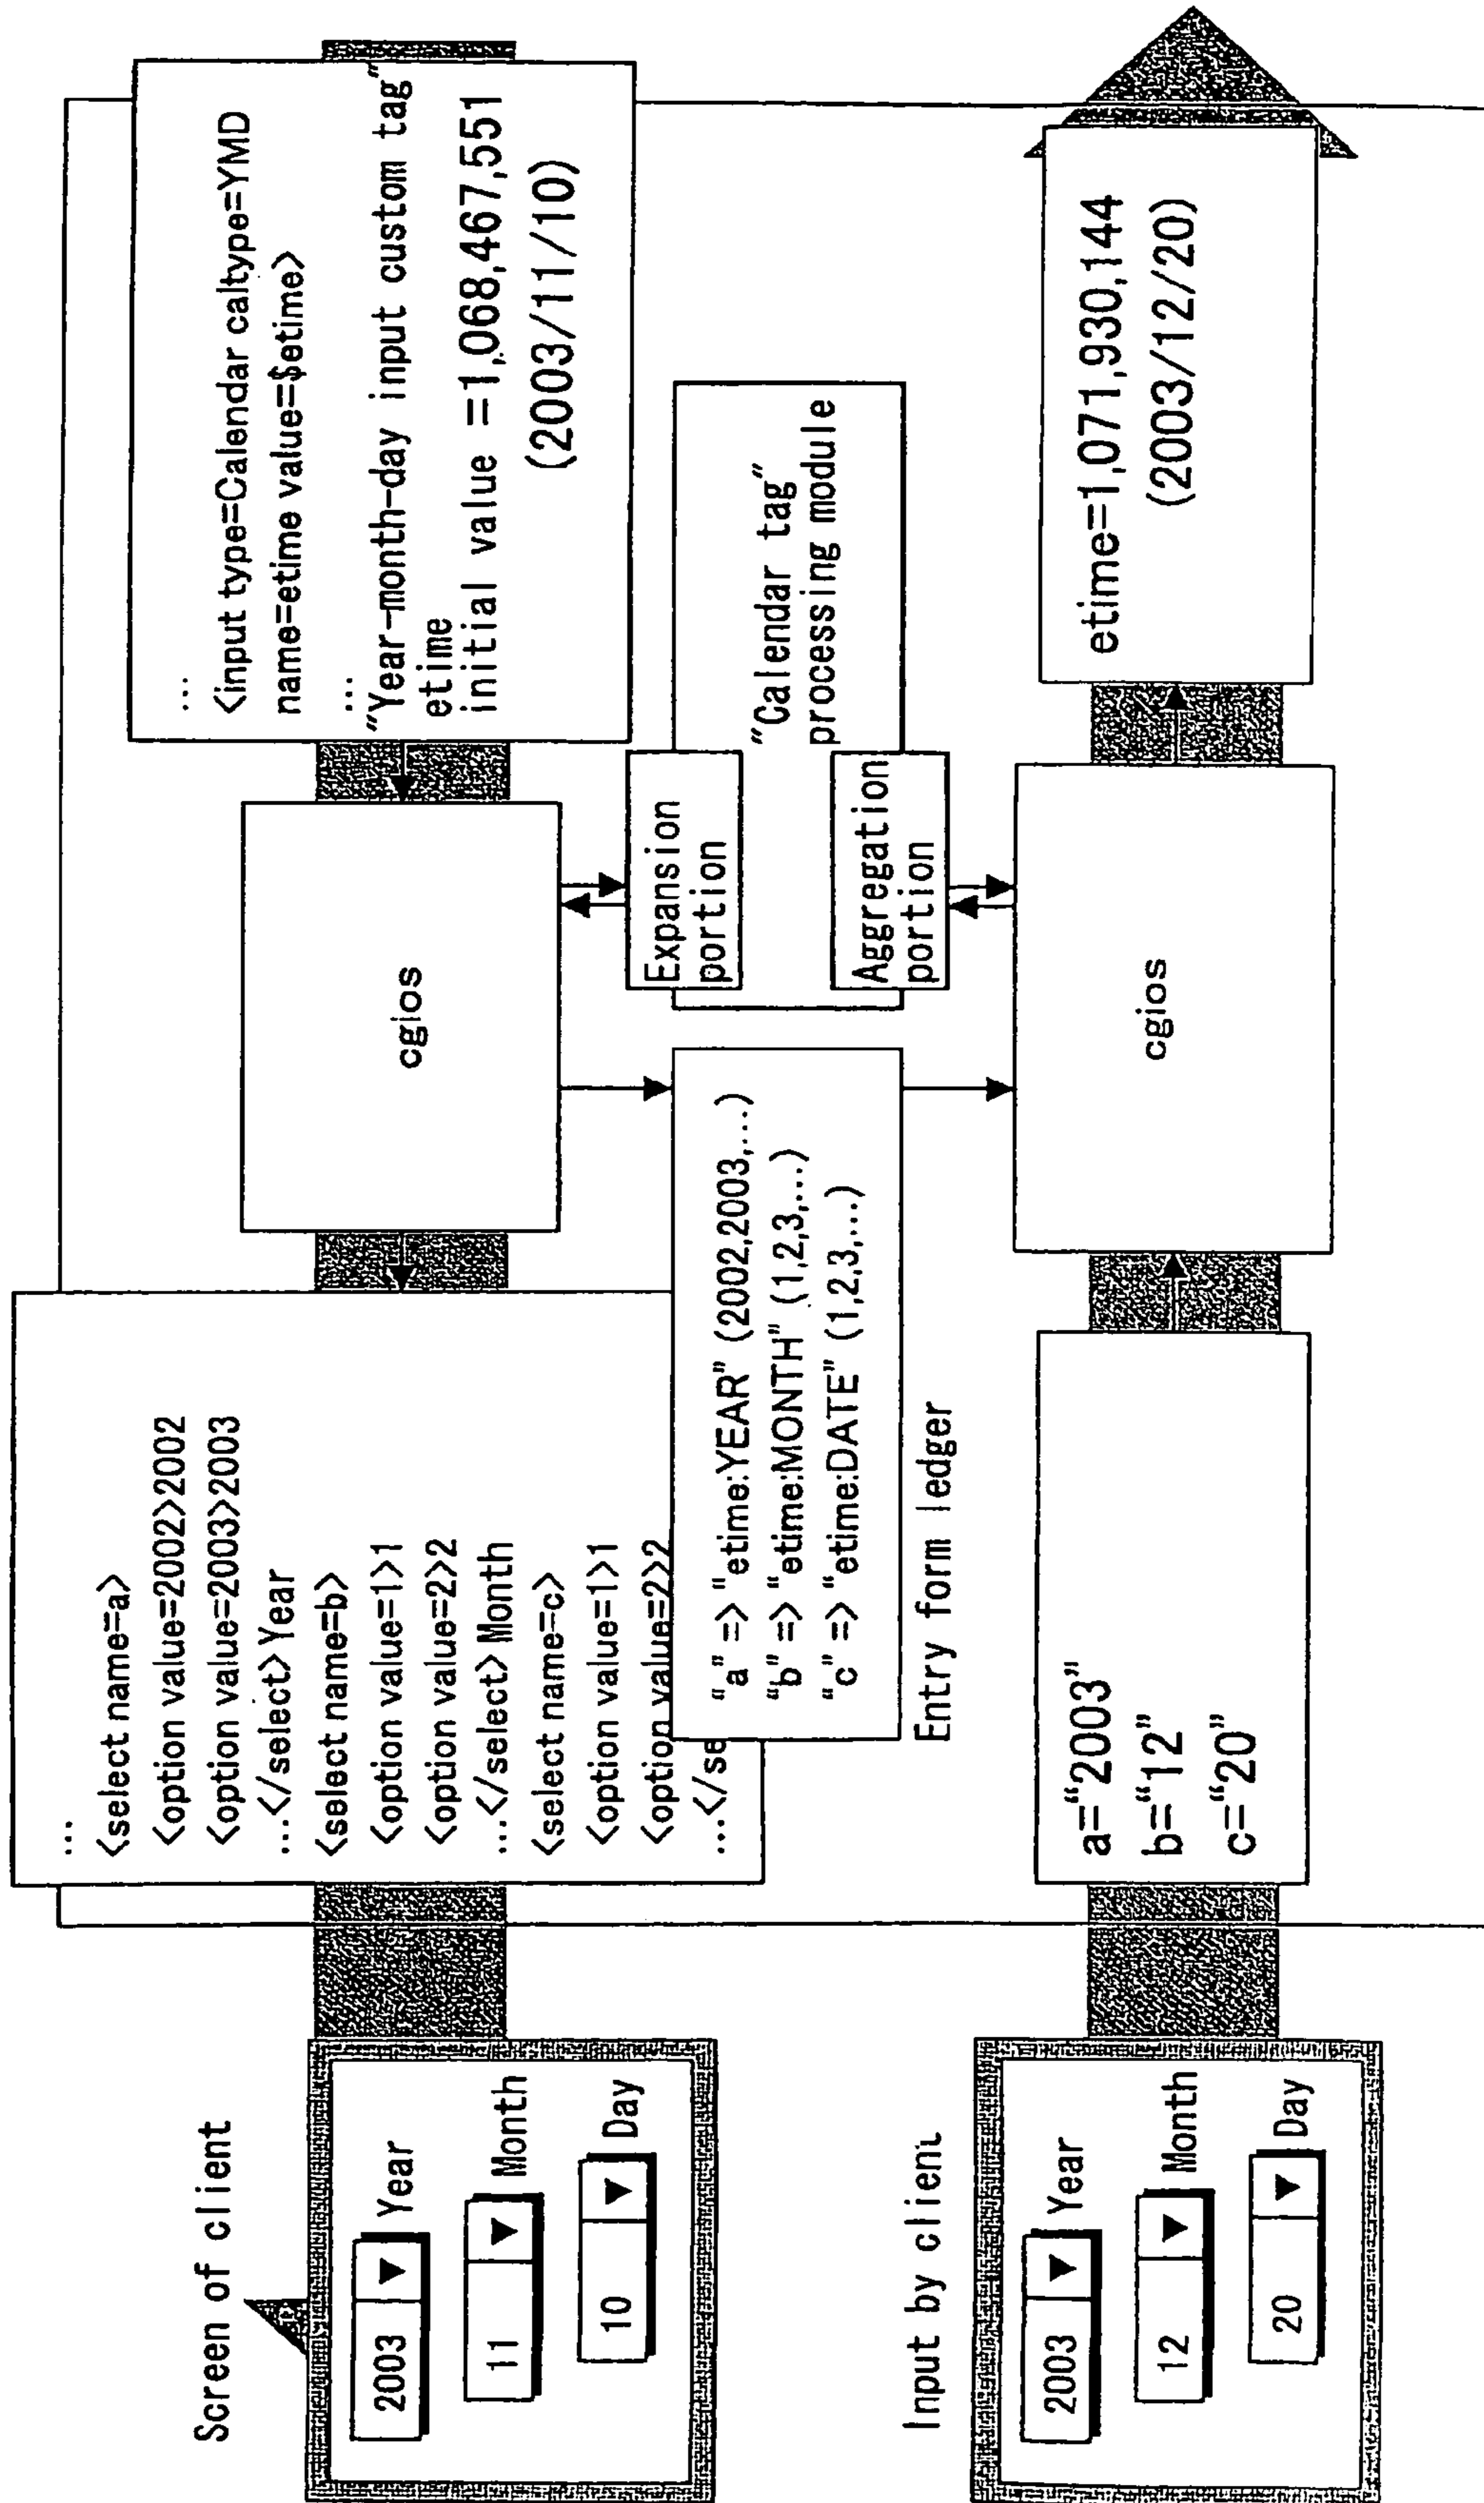 Screen of client
2003
Year
11
Month
10
Day
...
<select name=a>
<option value=2002>2002
<option value=2003>2003
...</select>Year
<select name=b>
<option value=1>1
<option value=2>2
...</select>Month
<select name=c>
<option value=1>1
<option value=2>2
...</se
cgios
...
<input type=Calendar caltype=YMD
name=etime value=$etime>
...
"Year-month-day input custom tag"
etime
initial value =1,068,467,551
(2003/11/10)
"a" => "etime:YEAR" (2002,2003,...)
"b" => "etime:MONTH" (1,2,3,...)
"c" => "etime:DATE" (1,2,3,...)
Entry form ledger
Expansion
portion
"Calendar tag"
processing module
Aggregation
portion
Input by client
2003
Year
12
Month
20
Day
a="2003"
b="12"
c="20"
cgios
etime=1,071,930,144
(2003/12/20)